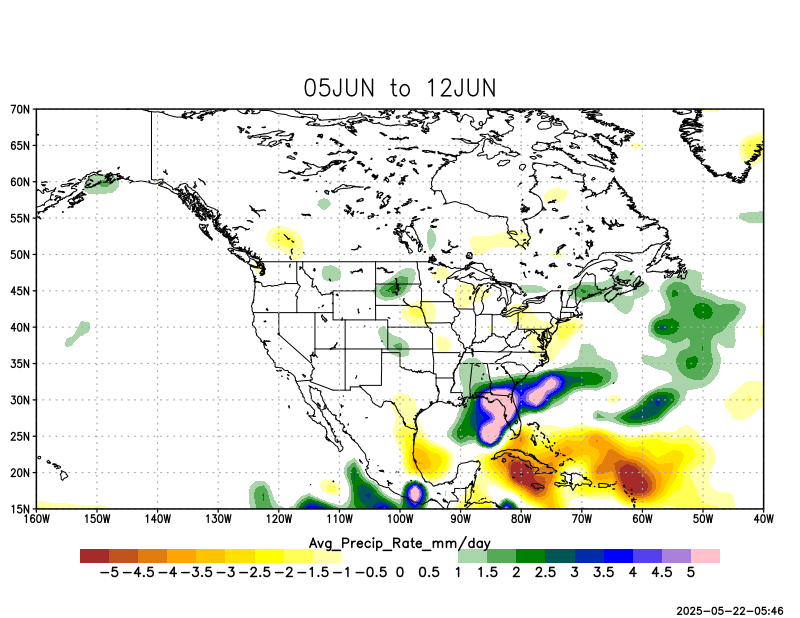 05JUN to 12JUN
70N
65N
60N
55N
50N
45N
40N
35N
30N
25N
20N
15N
160W 150W 140W 130W 120W 110W 100W 90W 80W 70W 60W 50W 40W
Avg_Precip_Rate_mm/day
-5 -4.5 -4 -3.5 -3 -2.5 -2 -1.5 -1 -0.5 0 0.5 1 1.5 2 2.5 3 3.5 4 4.5 5
2025-05-22-05:46